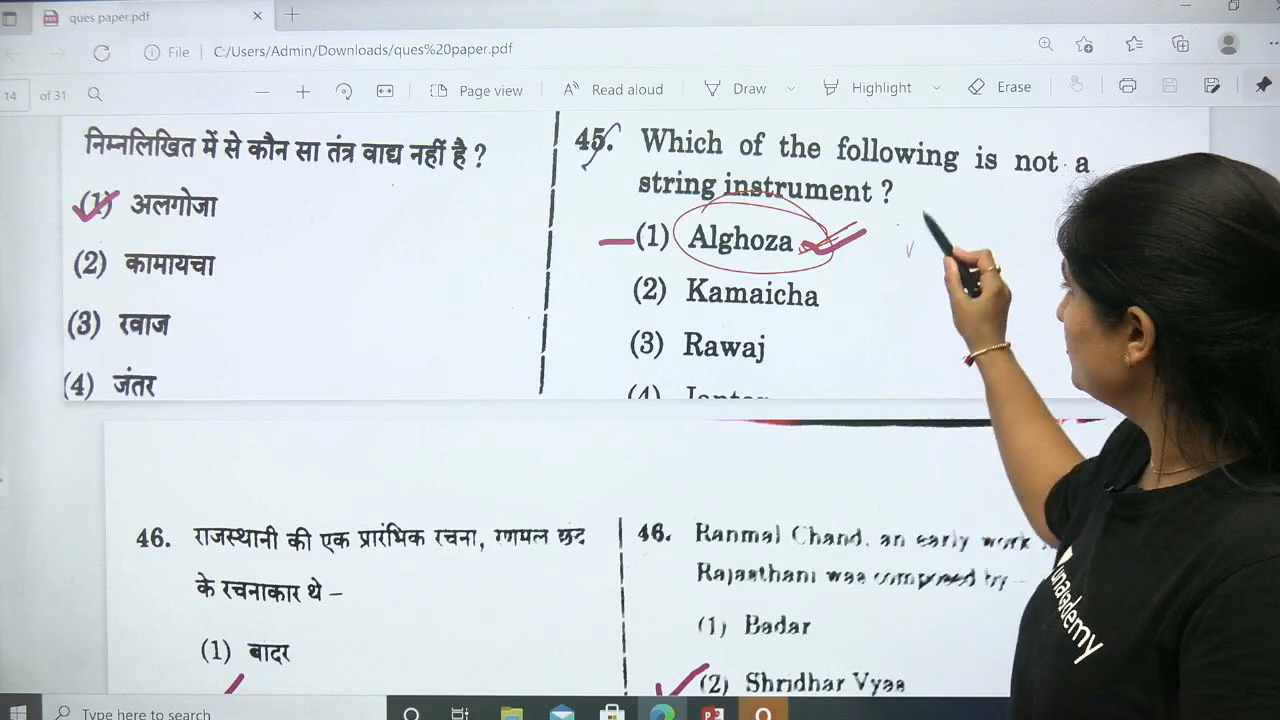 ques paper.pdf
File
C:/Users/Admin/Downloads/ques%20paper.pdf
14 of 31
Page view
Read aloud
Draw
Highlight
Erase
निम्नलिखित में से कौन सा तंत्र वाद्य नहीं है ?
(1) अलगोजा
(2) कामायचा
(3) रवाज
(4) जंतर
45. Which of the following is not a
string instrument ?
(1) Alghoza
(2) Kamaicha
(3) Rawaj
46. राजस्थानी की एक प्रारंभिक रचना, रणमल छंद
के रचनाकार थे –
(1) बादर
46. Ranmal Chand, an early work
Rajasthani was composed by –
(1) Badar
(2) Shridhar Vyas
unacademy
Type here to search